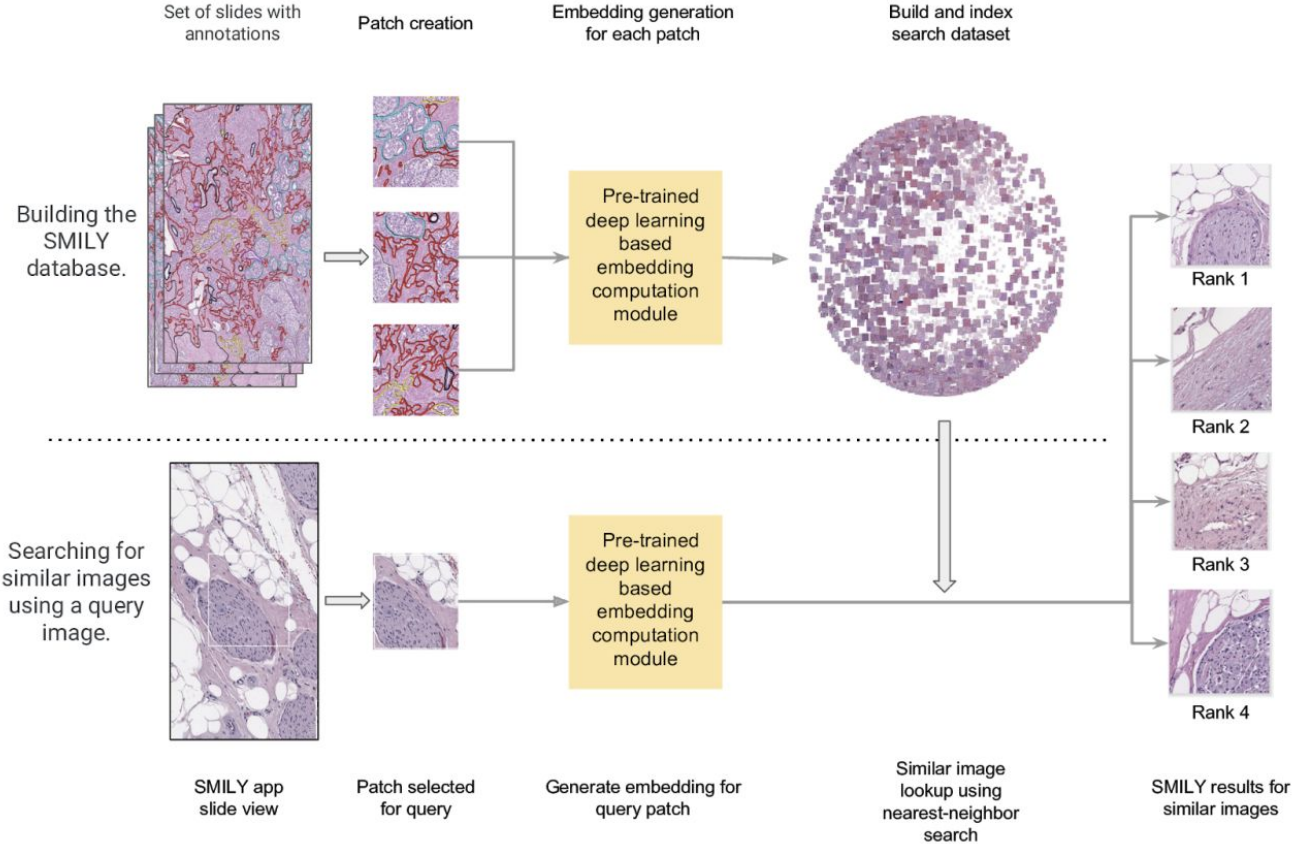 Set of slides with
annotations
Patch creation
Embedding generation
for each patch
Build and index
search dataset
Building the
SMILY
database.
Pre-trained
deep learning
based
embedding
computation
module
Rank 1
Rank 2
Searching for
similar images
using a query
image.
Pre-trained
deep learning
based
embedding
computation
module
Rank 3
Rank 4
SMILY app
slide view
Patch selected
for query
Generate embedding for
query patch
Similar image
lookup using
nearest-neighbor
search
SMILY results for
similar images